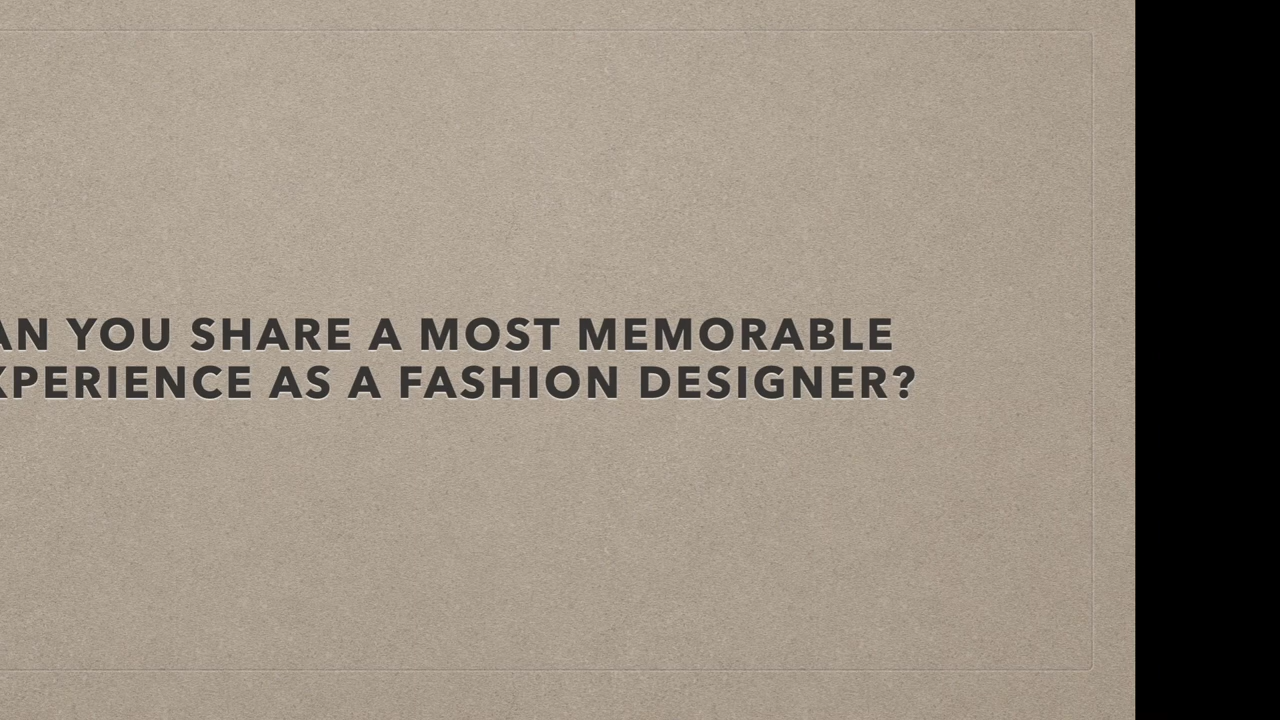 AN YOU SHARE A MOST MEMORABLE
XPERIENCE AS A FASHION DESIGNER?